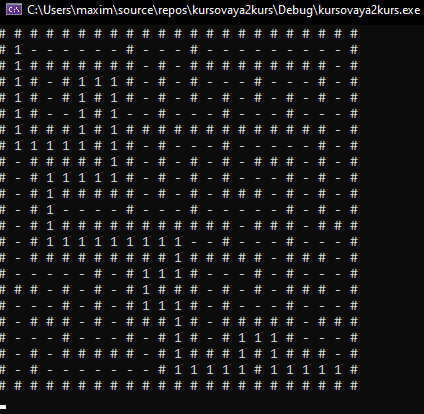 C:\Users\maxim\source\repos\kursovaya2kurs\Debug\kursovaya2kurs.exe
# # # # # # # # # # # # # # # # # # # # # # #
# 1 - - - - - - # - - - # - - - - - - - - - #
# 1 # # # # # # # - # - # # # # # # # # # - #
# 1 # - # 1 1 1 # - # - - - # - - - # - - - #
# 1 # - # 1 # 1 # - # - # - # - # - # - # - #
# 1 # - - 1 # 1 # - - - # - - - # - - - # - #
# 1 # # # 1 # 1 # # # # # # # # # # # # # - #
# 1 1 1 1 1 # 1 # - # - - - # - - - - - # - #
# - # # # # # 1 # - # - # - # - # # # - # - #
# - # 1 1 1 1 1 # - - - # - - - # - - - # - #
# - # 1 # # # # # - # - # - # # # - # - # - #
# - # 1 - - - - # - - - # - - - - - # - # - #
# - # 1 # # # # # # # # # - # # # - # - # # #
# - # 1 1 1 1 1 1 1 1 1 - - # - - - # - - - #
# - # # # # # # # # # 1 # # # # # # # # # - #
# - - - - - # - # 1 1 1 # - - - # - - - - - #
# # # - # - # - # 1 # # # - # - # - # # # # #
# - - - # - # - # 1 1 1 # - # - - - # - - - #
# - # # # - # - # # # 1 # - # # # # # - # # #
# - # - - - # - - - # 1 # - # 1 1 1 # - - - #
# - # - # # # # # - # 1 # # # 1 # 1 # # # - #
# - # - - - - - - - # 1 1 1 1 1 # 1 1 1 1 1 #
# # # # # # # # # # # # # # # # # # # # # # #